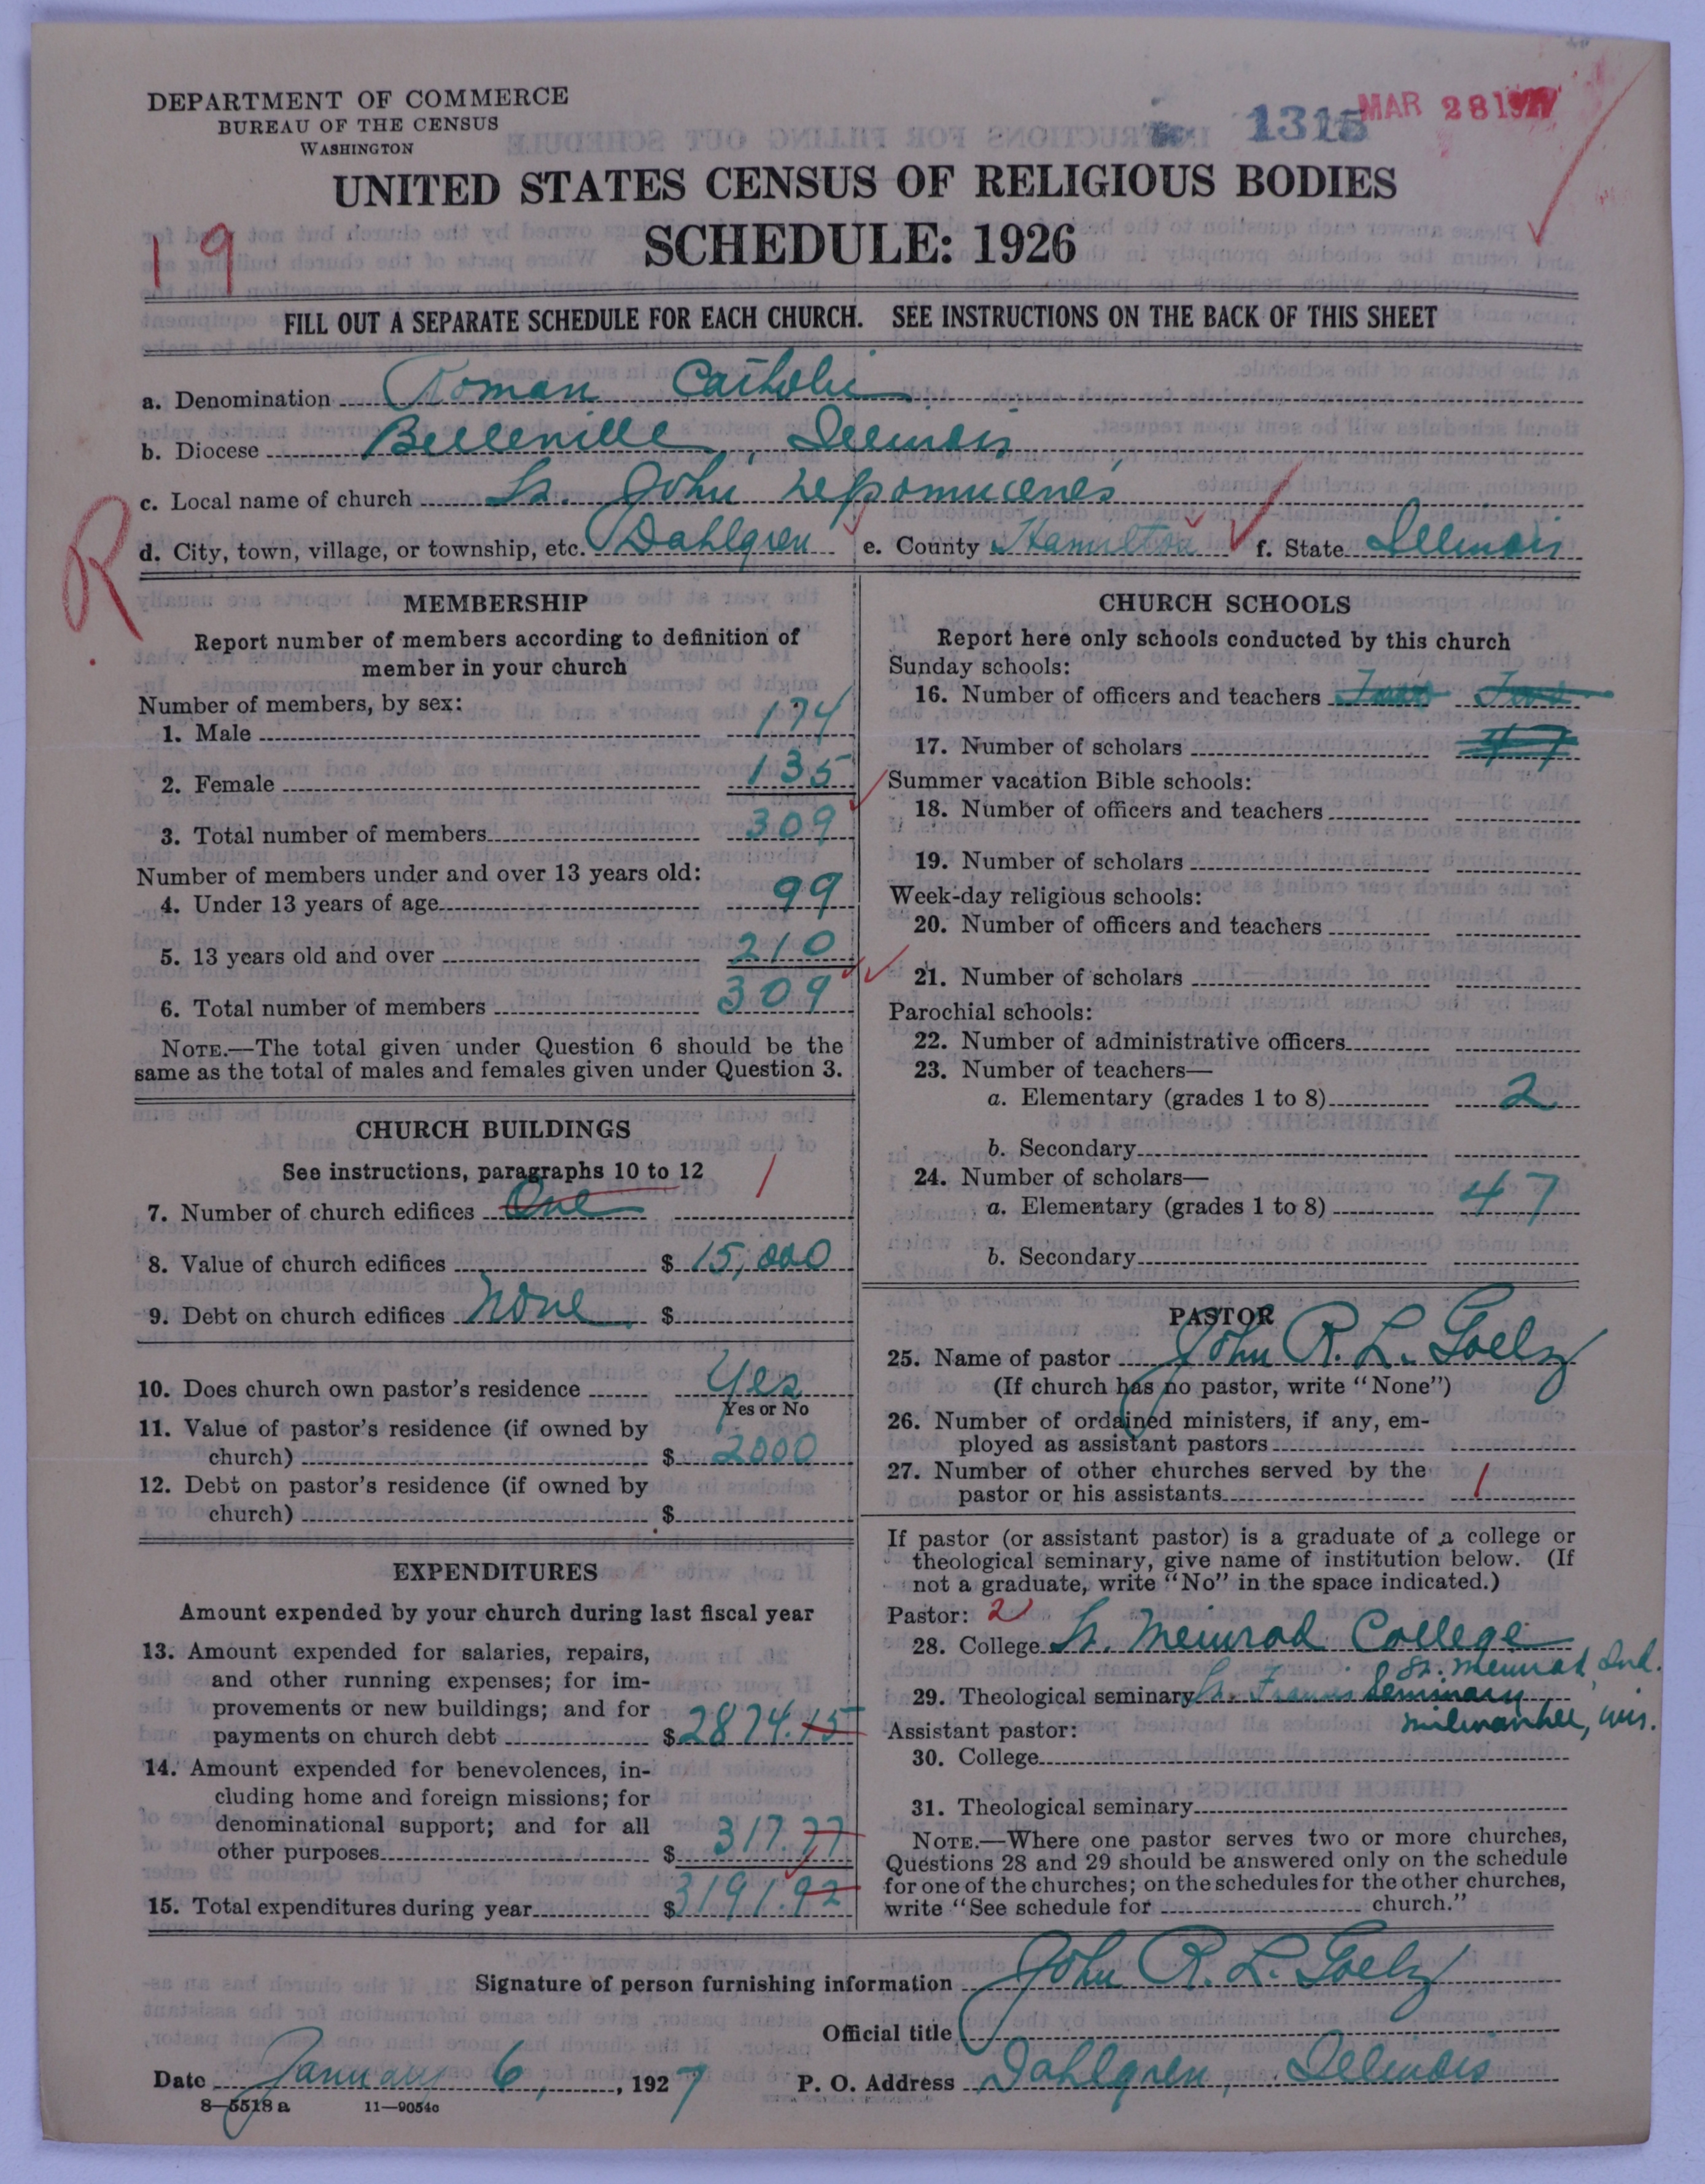 DEPARTMENT OF COMMERCE
BUREAU OF THE CENSUS
WASHINGTON
1315
MAR 28 1927
UNITED STATES CENSUS OF RELIGIOUS BODIES
SCHEDULE: 1926
19
FILL OUT A SEPARATE SCHEDULE FOR EACH CHURCH. SEE INSTRUCTIONS ON THE BACK OF THIS SHEET
a. Denomination Roman Catholic
b. Diocese Belleville, Illinois
c. Local name of church St. John Nepomucenes
R
d. City, town, village, or township, etc. Dahlgren e. County Hamilton f. State Illinois
MEMBERSHIP
Report number of members according to definition of
member in your church
Number of members, by sex:
1. Male 174
2. Female 135
3. Total number of members 309
Number of members under and over 13 years old:
4. Under 13 years of age 99
5. 13 years old and over 210
6. Total number of members 309
NOTE.—The total given under Question 6 should be the
same as the total of males and females given under Question 3.
CHURCH BUILDINGS
See instructions, paragraphs 10 to 12
7. Number of church edifices One 1
8. Value of church edifices $ 15,000
9. Debt on church edifices None $
10. Does church own pastor's residence Yes
Yes or No
11. Value of pastor's residence (if owned by
church) $ 2000
12. Debt on pastor's residence (if owned by
church) $
EXPENDITURES
Amount expended by your church during last fiscal year
13. Amount expended for salaries, repairs,
and other running expenses; for im-
provements or new buildings; and for
payments on church debt $ 2874.15
14. Amount expended for benevolences, in-
cluding home and foreign missions; for
denominational support; and for all
other purposes $ 317.77
15. Total expenditures during year $ 3191.92
CHURCH SCHOOLS
Report here only schools conducted by this church
Sunday schools:
16. Number of officers and teachers Two
17. Number of scholars 47
Summer vacation Bible schools:
18. Number of officers and teachers
19. Number of scholars
Week-day religious schools:
20. Number of officers and teachers
21. Number of scholars
Parochial schools:
22. Number of administrative officers
23. Number of teachers—
a. Elementary (grades 1 to 8) 2
b. Secondary
24. Number of scholars—
a. Elementary (grades 1 to 8) 47
b. Secondary
PASTOR
25. Name of pastor John R. L. Goelz
(If church has no pastor, write "None")
26. Number of ordained ministers, if any, em-
ployed as assistant pastors
27. Number of other churches served by the
pastor or his assistants 1
If pastor (or assistant pastor) is a graduate of a college or
theological seminary, give name of institution below. (If
not a graduate, write "No" in the space indicated.)
Pastor: 2
28. College St. Meinrad College
St. Meinrad, Ind.
29. Theological seminary St. Francis Seminary
Milwaukee, Wis.
Assistant pastor:
30. College
31. Theological seminary
NOTE.—Where one pastor serves two or more churches,
Questions 28 and 29 should be answered only on the schedule
for one of the churches; on the schedules for the other churches,
write "See schedule for church."
Signature of person furnishing information John R. L. Goelz
Official title
Date January 6, 1927 P. O. Address Dahlgren, Illinois
8—5518 a 11—9054c